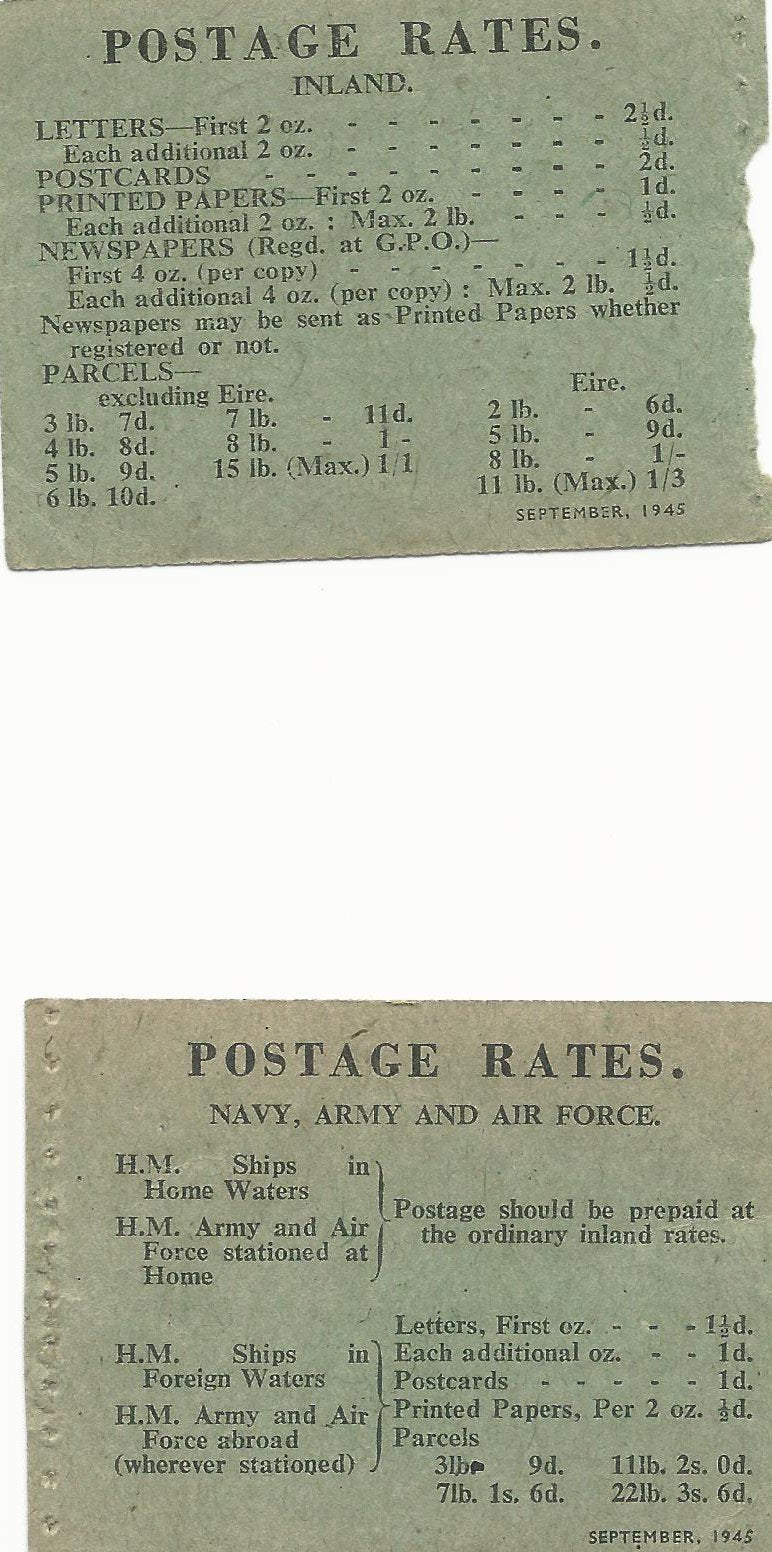 POSTAGE RATES.
INLAND.
LETTERS—First 2 oz. - - - - - - - 2½d.
Each additional 2 oz. - - - - - - - ½d.
POSTCARDS - - - - - - - - - 2d.
PRINTED PAPERS—First 2 oz. - - - - 1d.
Each additional 2 oz. : Max. 2 lb. - - - ½d.
NEWSPAPERS (Regd. at G.P.O.)—
First 4 oz. (per copy) - - - - - - - 1½d.
Each additional 4 oz. (per copy) : Max. 2 lb. ½d.
Newspapers may be sent as Printed Papers whether
registered or not.
PARCELS—
excluding Eire. Eire.
3 lb. 7d. 7 lb. - 11d. 2 lb. - 6d.
4 lb. 8d. 8 lb. - 1/- 5 lb. - 9d.
5 lb. 9d. 15 lb. (Max.) 1/1 8 lb. - 1/-
6 lb. 10d. 11 lb. (Max.) 1/3
SEPTEMBER, 1945
POSTAGE RATES.
NAVY, ARMY AND AIR FORCE.
H.M. Ships in
Home Waters
H.M. Army and Air
Force stationed at
Home
Postage should be prepaid at
the ordinary inland rates.
H.M. Ships in
Foreign Waters
H.M. Army and Air
Force abroad
(wherever stationed)
Letters, First oz. - - - 1½d.
Each additional oz. - - 1d.
Postcards - - - - - 1d.
Printed Papers, Per 2 oz. ½d.
Parcels
3lb. 9d. 11lb. 2s. 0d.
7lb. 1s. 6d. 22lb. 3s. 6d.
SEPTEMBER, 1945